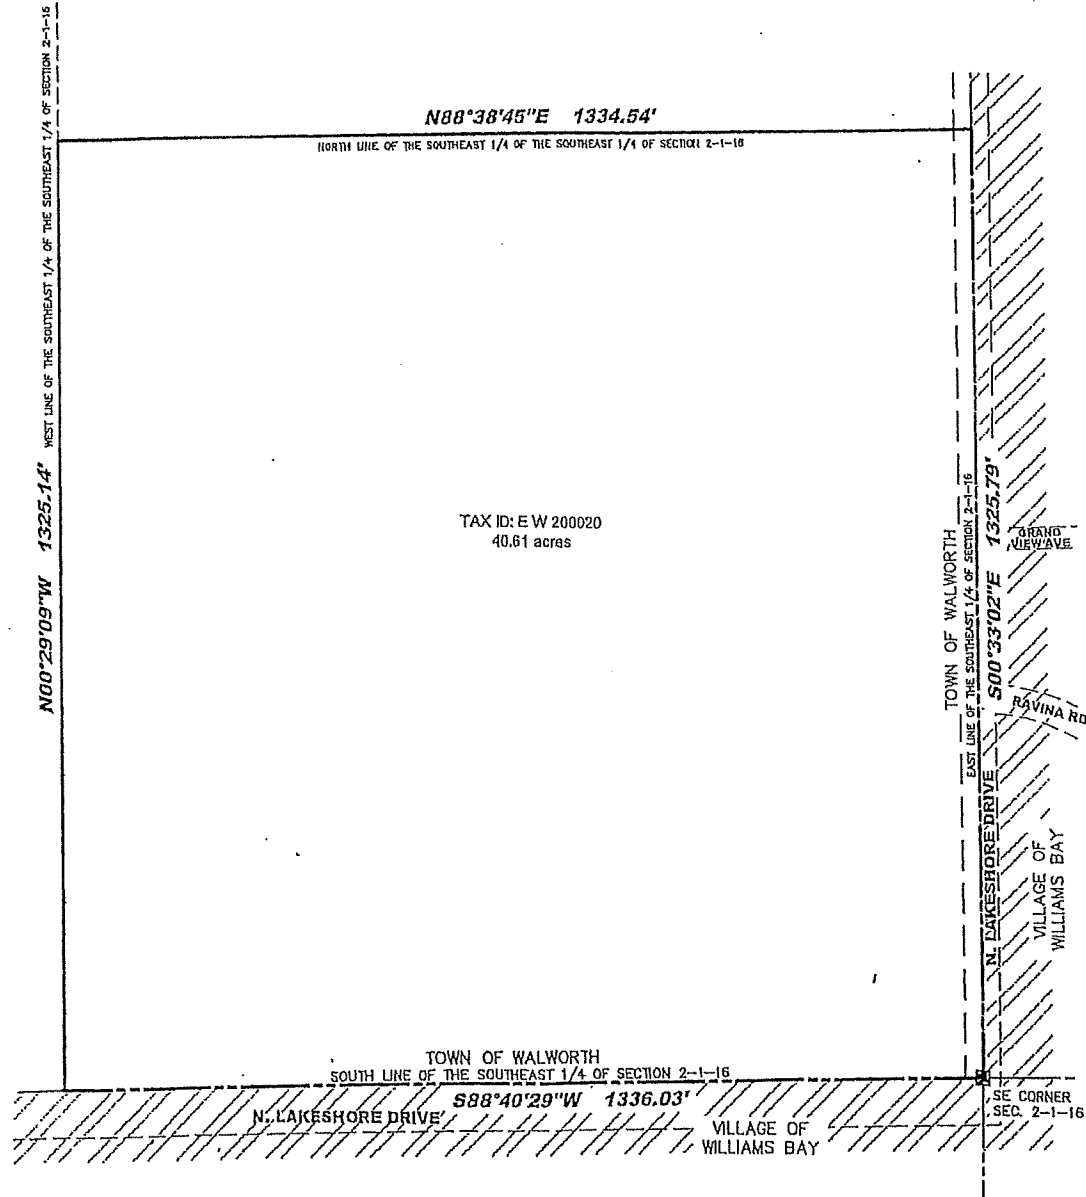 N88°38'45"E 1334.54'
NORTH LINE OF THE SOUTHEAST 1/4 OF THE SOUTHEAST 1/4 OF SECTION 2-1-16
WEST LINE OF THE SOUTHEAST 1/4 OF THE SOUTHEAST 1/4 OF SECTION 2-1-16
N00°29'09"W 1325.14'
TAX ID: E W 200020
40.61 acres
TOWN OF WALWORTH
EAST LINE OF THE SOUTHEAST 1/4 OF SECTION 2-1-16
S00°33'02"E 1325.79'
GRAND
VIEW AVE
RAVINA RD
N. LAKESHORE DRIVE
VILLAGE OF
WILLIAMS BAY
TOWN OF WALWORTH
SOUTH LINE OF THE SOUTHEAST 1/4 OF SECTION 2-1-16
S88°40'29"W 1336.03'
N. LAKESHORE DRIVE
VILLAGE OF
WILLIAMS BAY
SE CORNER
SEC. 2-1-16